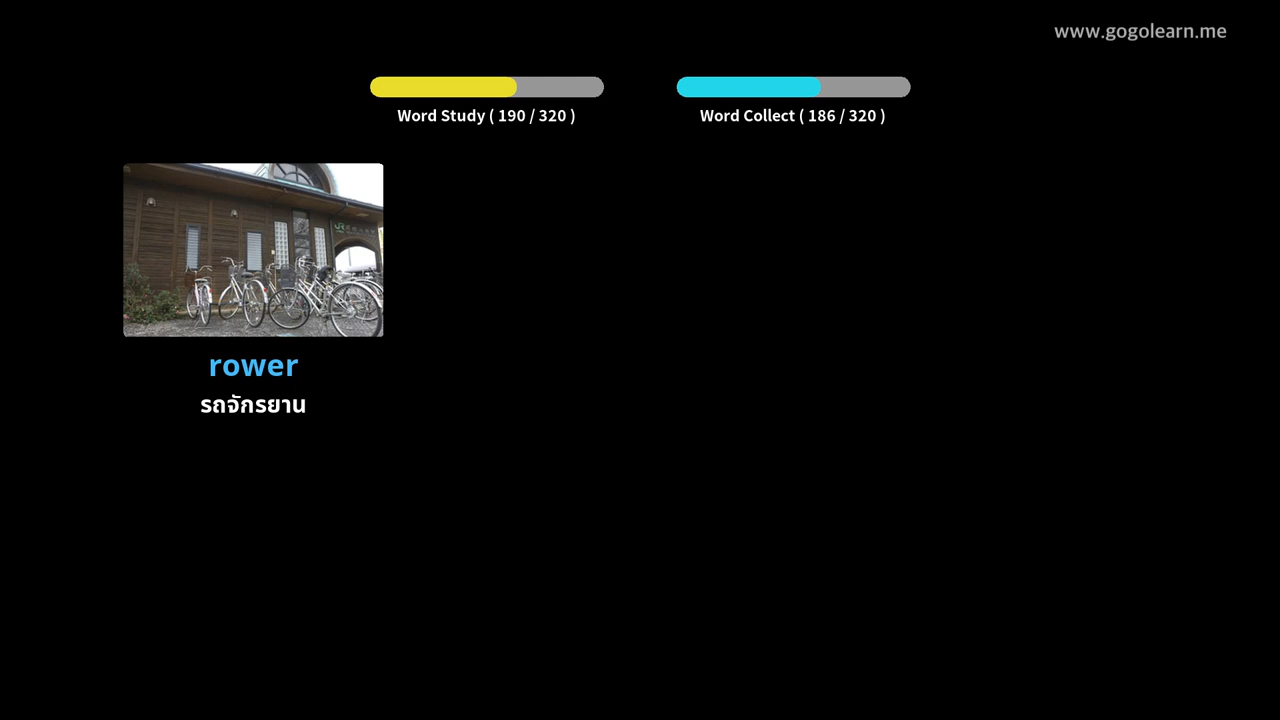 www.gogolearn.me
Word Study ( 190 / 320 )
Word Collect ( 186 / 320 )
JR
rower
รถจักรยาน